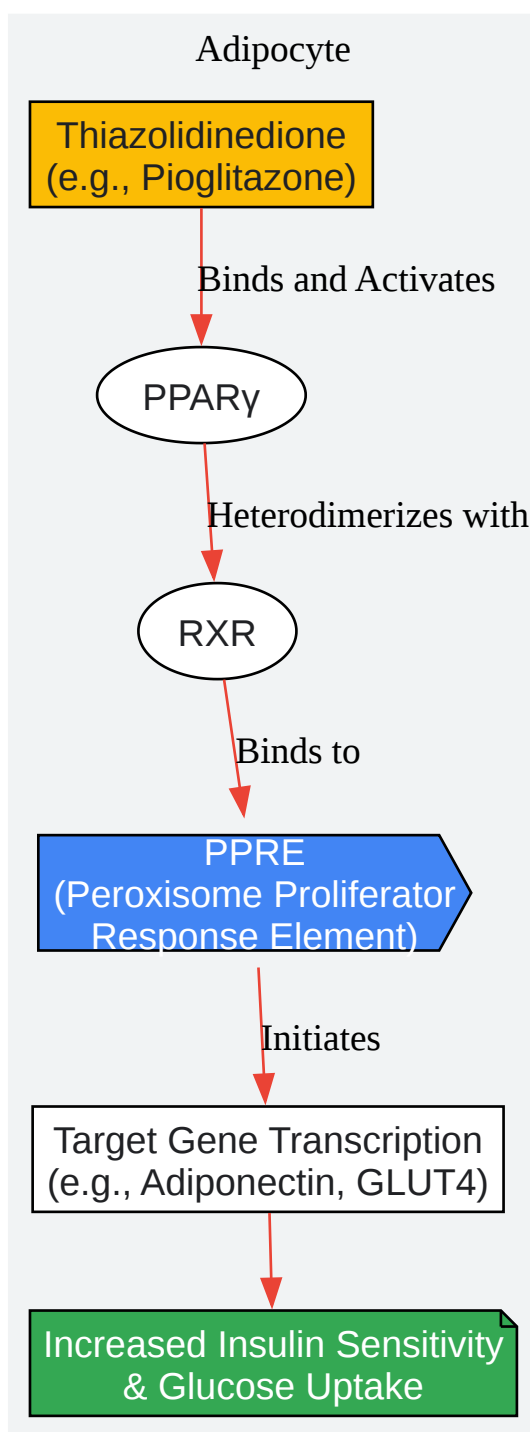 Adipocyte
Thiazolidinedione
(e.g., Pioglitazone)
Binds and Activates
PPARγ
Heterodimerizes with
RXR
Binds to
PPRE
(Peroxisome Proliferator
Response Element)
Initiates
Target Gene Transcription
(e.g., Adiponectin, GLUT4)
Increased Insulin Sensitivity
& Glucose Uptake